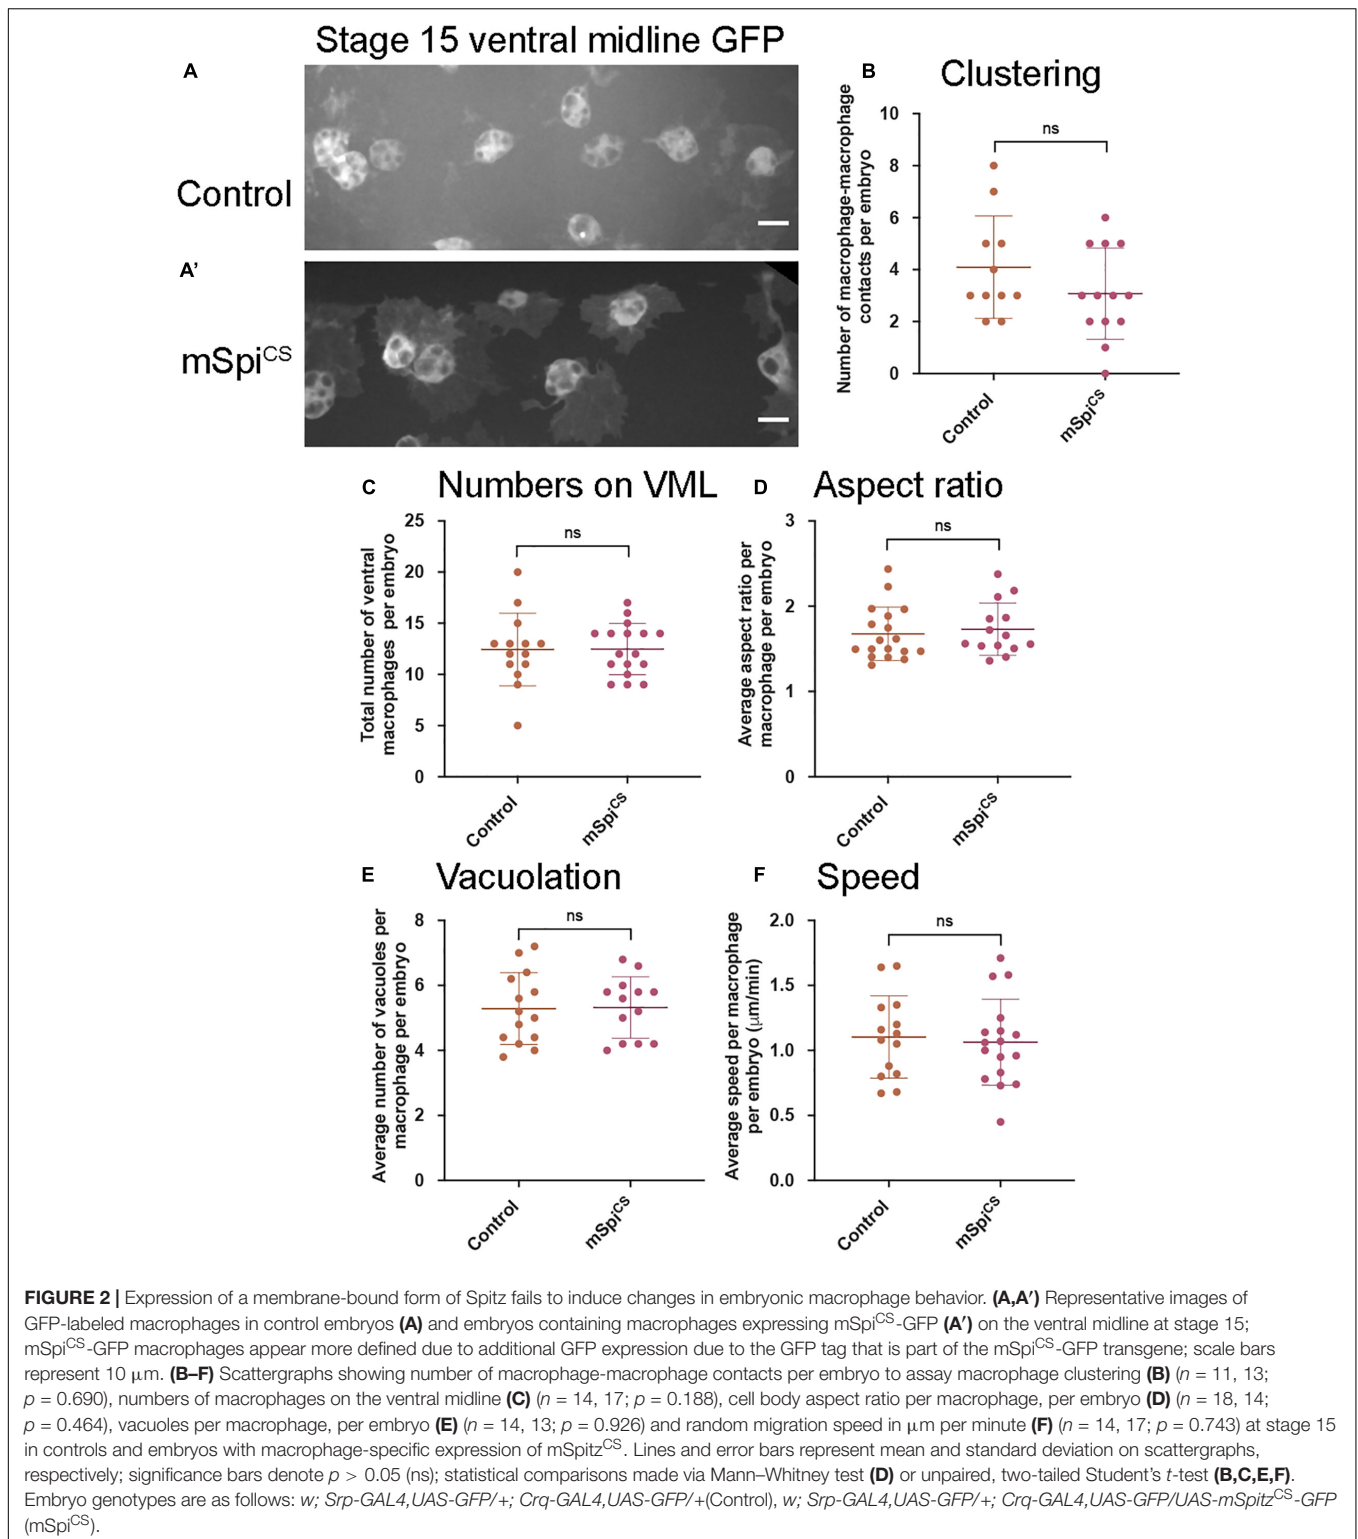 Stage 15 ventral midline GFP
A
Control
A'
mSpiCS
B
Clustering
Number of macrophage-macrophage
contacts per embryo
10
8
6
4
2
0
ns
Control
mSpiCS
C
Numbers on VML
Total number of ventral
macrophages per embryo
25
20
15
10
5
0
ns
Control
mSpiCS
D
Aspect ratio
Average aspect ratio per
macrophage per embryo
3
2
1
0
ns
Control
mSpiCS
E
Vacuolation
Average number of vacuoles per
macrophage per embryo
8
6
4
2
0
ns
Control
mSpiCS
F
Speed
Average speed per macrophage
per embryo (μm/min)
2.0
1.5
1.0
0.5
0.0
ns
Control
mSpiCS
FIGURE 2 | Expression of a membrane-bound form of Spitz fails to induce changes in embryonic macrophage behavior. (A,A′) Representative images of
GFP-labeled macrophages in control embryos (A) and embryos containing macrophages expressing mSpiCS-GFP (A′) on the ventral midline at stage 15;
mSpiCS-GFP macrophages appear more defined due to additional GFP expression due to the GFP tag that is part of the mSpiCS-GFP transgene; scale bars
represent 10 μm. (B–F) Scattergraphs showing number of macrophage-macrophage contacts per embryo to assay macrophage clustering (B) (n = 11, 13;
p = 0.690), numbers of macrophages on the ventral midline (C) (n = 14, 17; p = 0.188), cell body aspect ratio per macrophage, per embryo (D) (n = 18, 14;
p = 0.464), vacuoles per macrophage, per embryo (E) (n = 14, 13; p = 0.926) and random migration speed in μm per minute (F) (n = 14, 17; p = 0.743) at stage 15
in controls and embryos with macrophage-specific expression of mSpitzCS. Lines and error bars represent mean and standard deviation on scattergraphs,
respectively; significance bars denote p > 0.05 (ns); statistical comparisons made via Mann–Whitney test (D) or unpaired, two-tailed Student's t-test (B,C,E,F).
Embryo genotypes are as follows: w; Srp-GAL4,UAS-GFP/+; Crq-GAL4,UAS-GFP/+(Control), w; Srp-GAL4,UAS-GFP/+; Crq-GAL4,UAS-GFP/UAS-mSpitzCS-GFP
(mSpiCS).